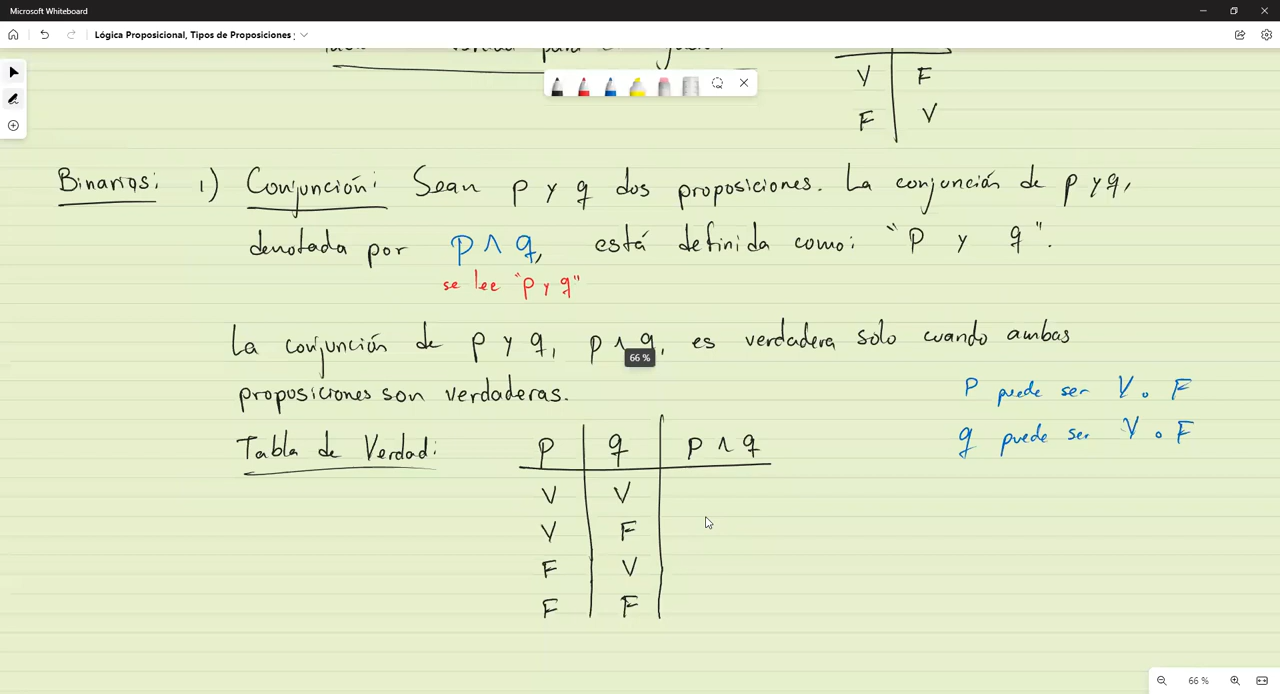 Microsoft Whiteboard
Lógica Proposicional, Tipos de Proposiciones
V F
F V
Binarios: 1) Conjunción: Sean p y q dos proposiciones. La conjunción de p y q,
denotada por p ∧ q, está definida como: "p y q".
se lee "p y q"
La conjunción de p y q, p ∧ q, es verdadera solo cuando ambas
66 %
proposiciones son verdaderas.
p puede ser V o F
q puede ser V o F
Tabla de Verdad: p q p ∧ q
V V
V F
F V
F F
66 %